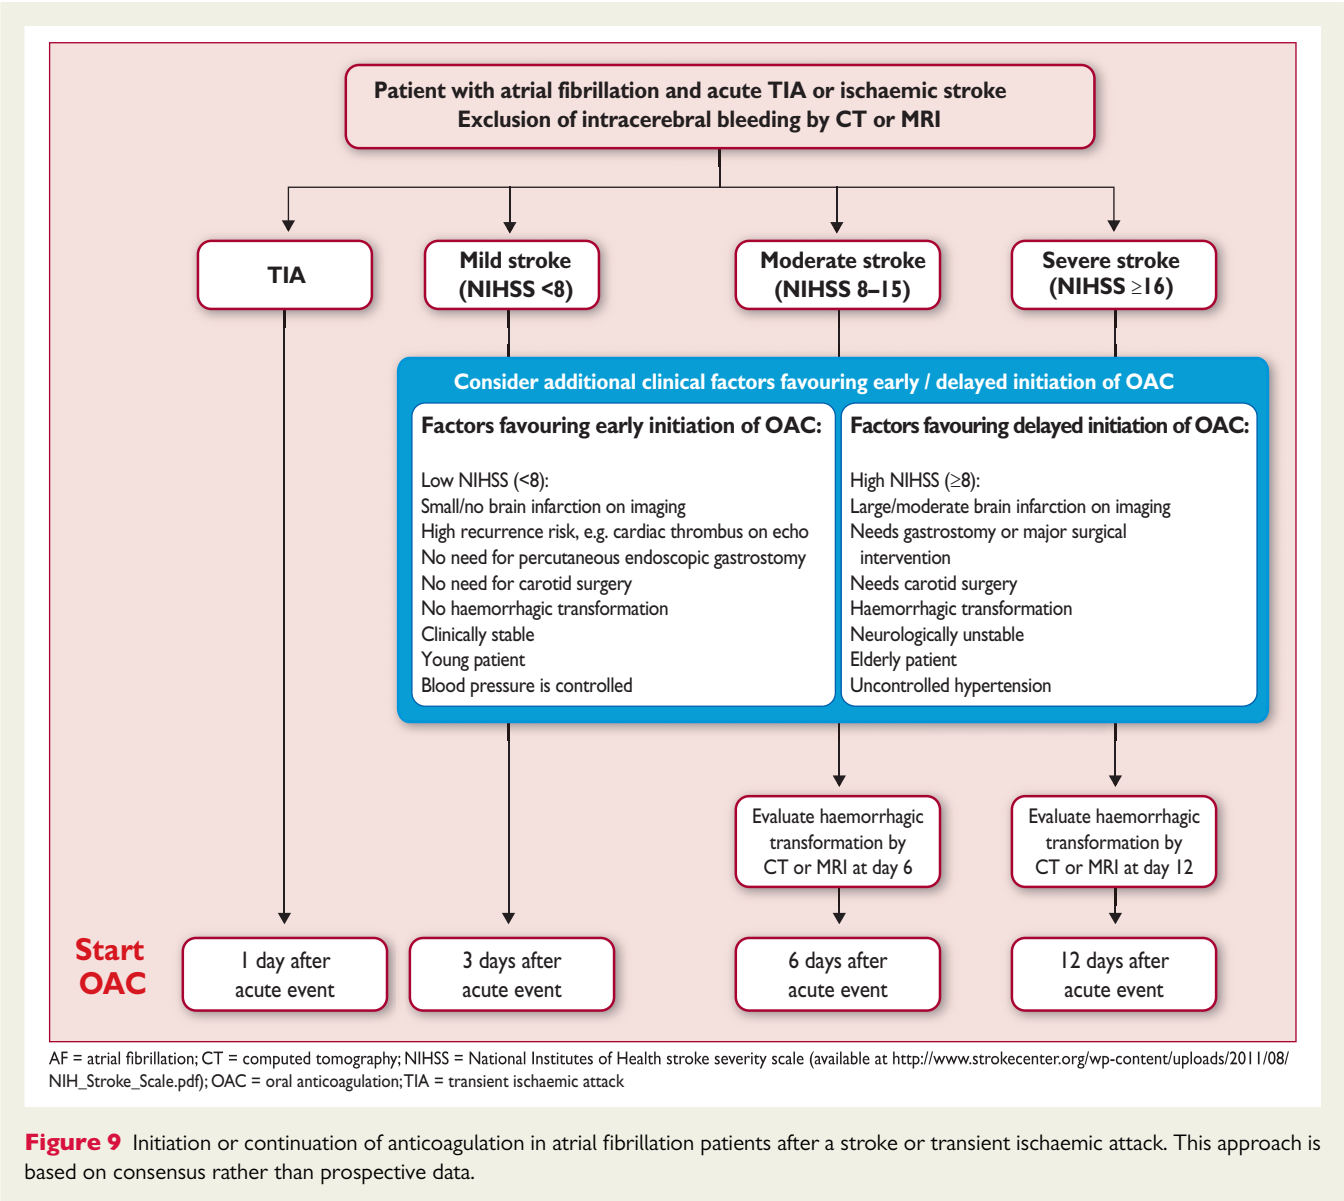 Patient with atrial fibrillation and acute TIA or ischaemic stroke
Exclusion of intracerebral bleeding by CT or MRI
TIA
Mild stroke
(NIHSS <8)
Moderate stroke
(NIHSS 8–15)
Severe stroke
(NIHSS ≥16)
Consider additional clinical factors favouring early / delayed initiation of OAC
Factors favouring early initiation of OAC:
Low NIHSS (<8):
Small/no brain infarction on imaging
High recurrence risk, e.g. cardiac thrombus on echo
No need for percutaneous endoscopic gastrostomy
No need for carotid surgery
No haemorrhagic transformation
Clinically stable
Young patient
Blood pressure is controlled
Factors favouring delayed initiation of OAC:
High NIHSS (≥8):
Large/moderate brain infarction on imaging
Needs gastrostomy or major surgical
intervention
Needs carotid surgery
Haemorrhagic transformation
Neurologically unstable
Elderly patient
Uncontrolled hypertension
Evaluate haemorrhagic
transformation by
CT or MRI at day 6
Evaluate haemorrhagic
transformation by
CT or MRI at day 12
Start
OAC
1 day after
acute event
3 days after
acute event
6 days after
acute event
12 days after
acute event
AF = atrial fibrillation; CT = computed tomography; NIHSS = National Institutes of Health stroke severity scale (available at http://www.strokecenter.org/wp-content/uploads/2011/08/
NIH_Stroke_Scale.pdf); OAC = oral anticoagulation; TIA = transient ischaemic attack
Figure 9 Initiation or continuation of anticoagulation in atrial fibrillation patients after a stroke or transient ischaemic attack. This approach is
based on consensus rather than prospective data.